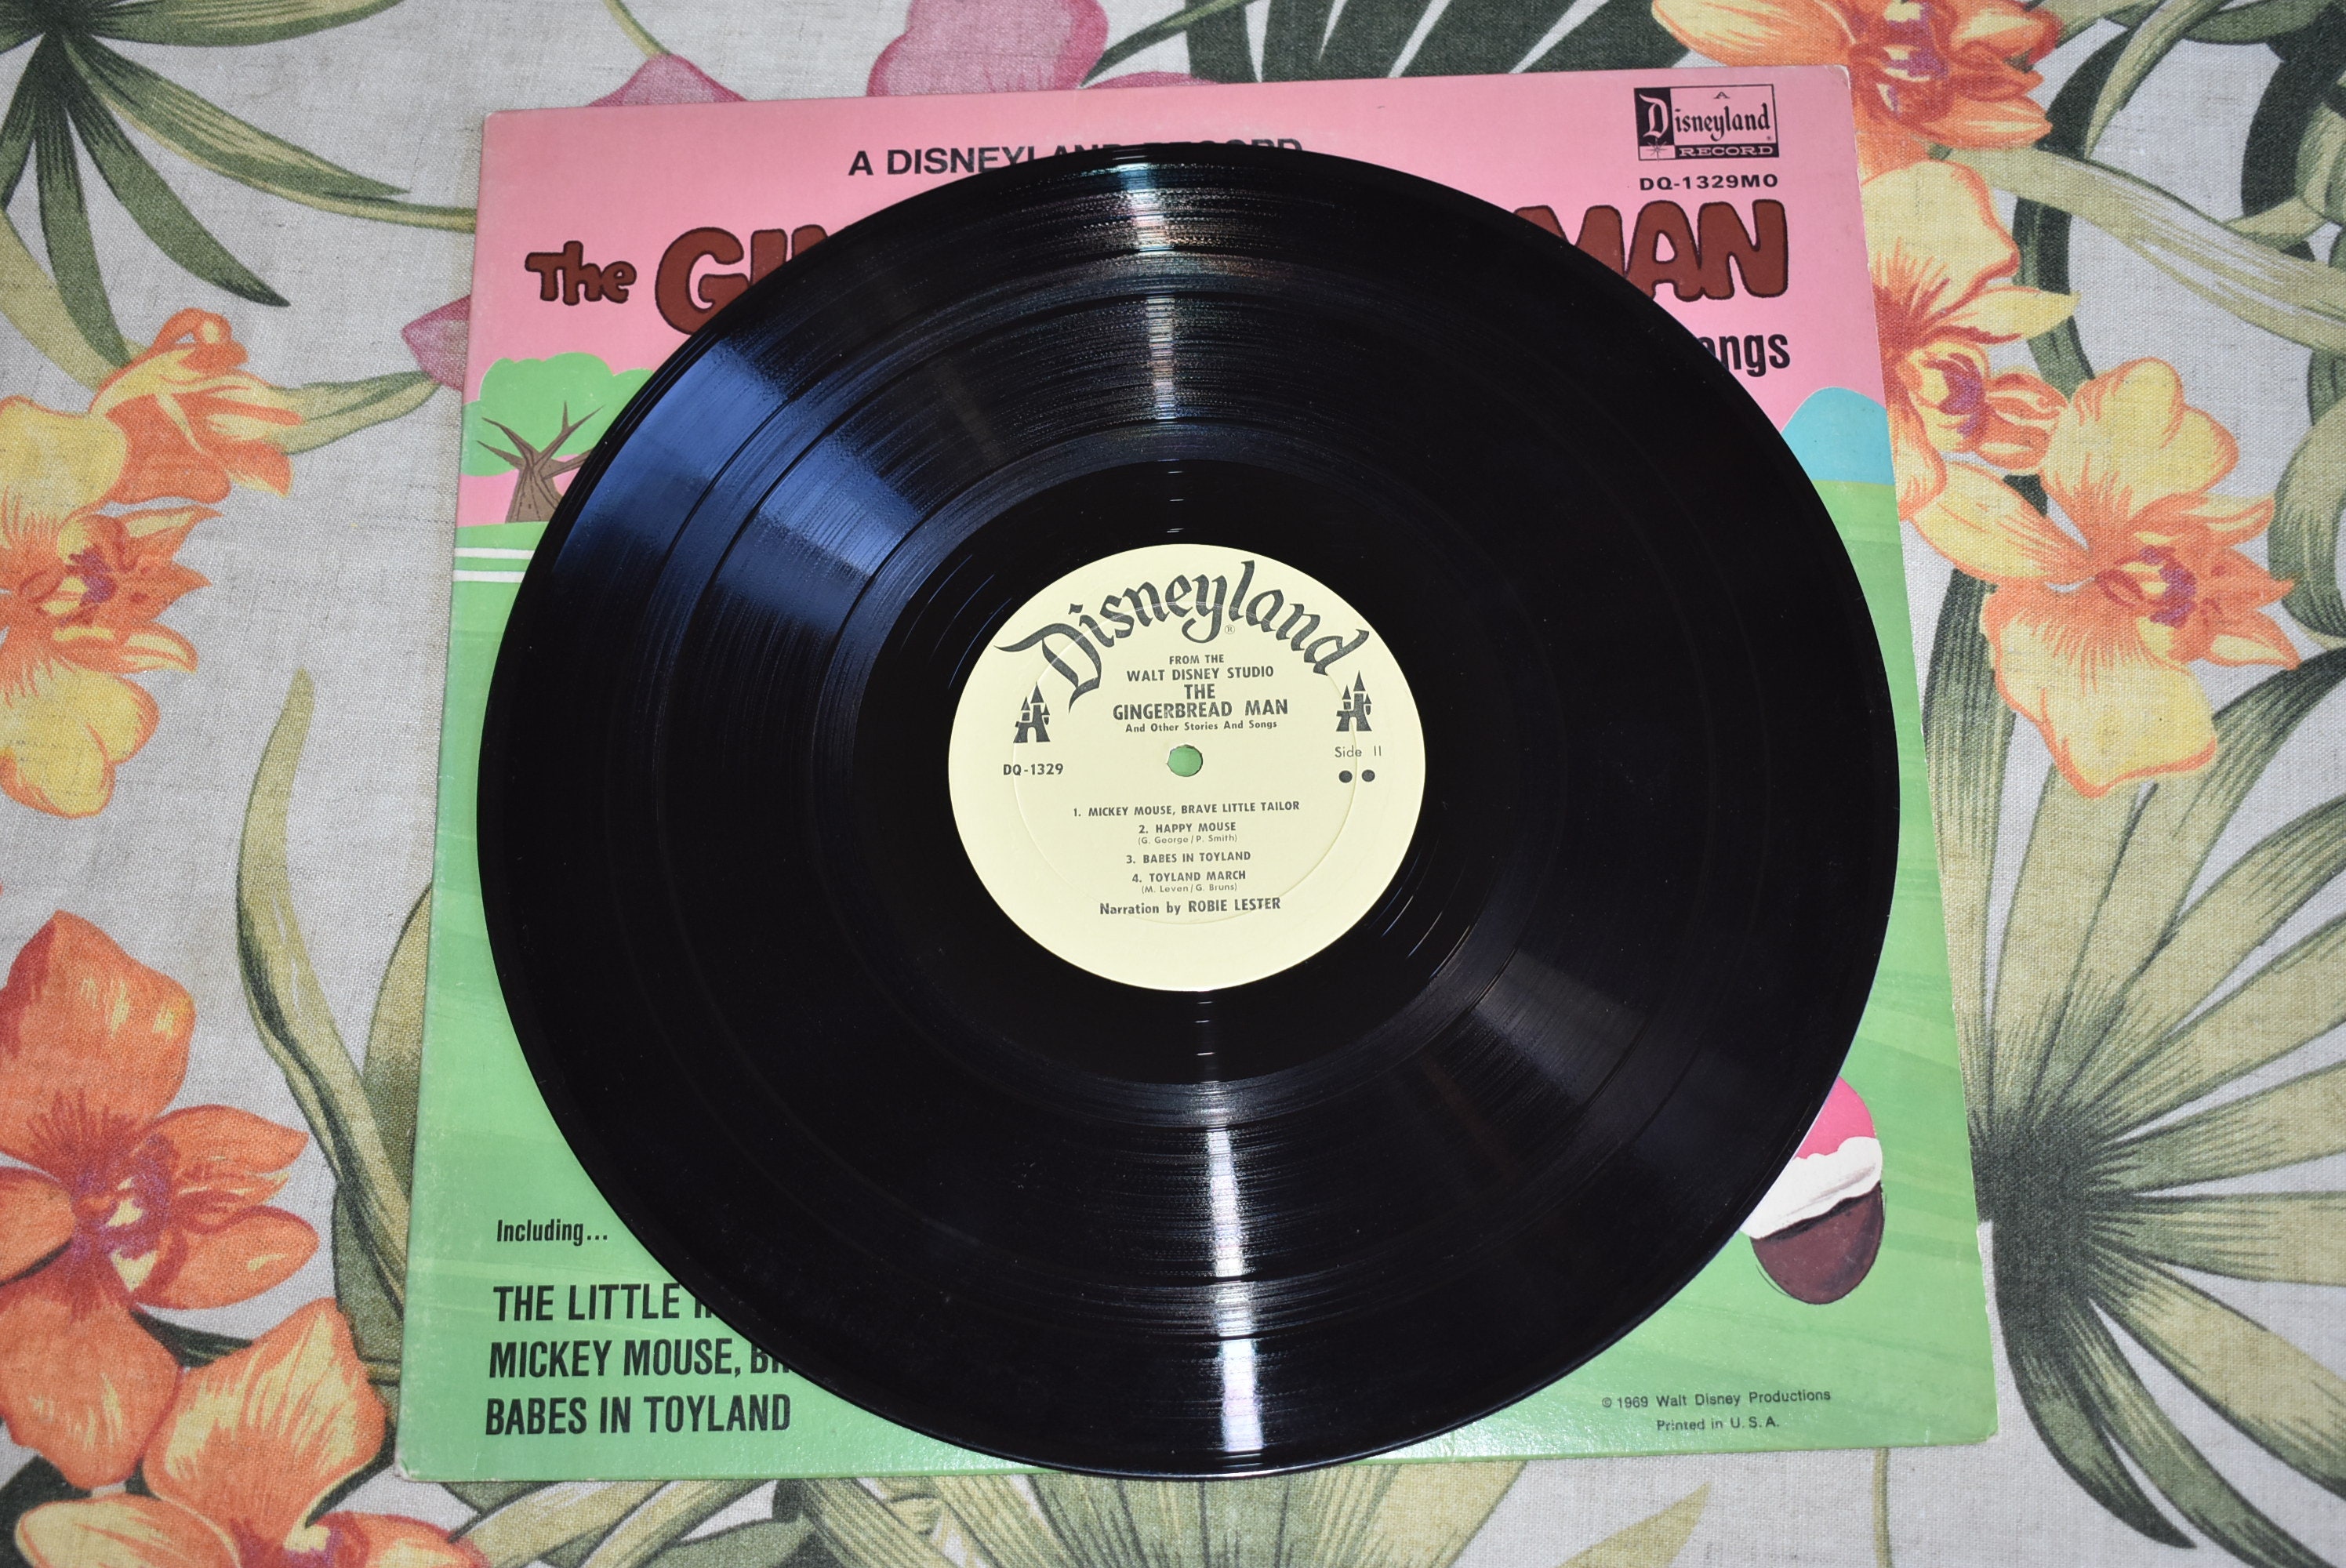 A DISNEYLAND RECORD
A
Disneyland
RECORD
DQ-1329MO
The
MAN
Disneyland
®
FROM THE
WALT DISNEY STUDIO
THE
GINGERBREAD MAN
And Other Stories And Songs
Side II
DQ-1329
1. MICKEY MOUSE, BRAVE LITTLE TAILOR
2. HAPPY MOUSE
(G. George/P. Smith)
3. BABES IN TOYLAND
4. TOYLAND MARCH
(M. Leven/G. Bruns)
Narration by ROBIE LESTER
Including...
THE LITTLE
MICKEY MOUSE,
BABES IN TOYLAND
© 1969 Walt Disney Productions
Printed in U.S.A.